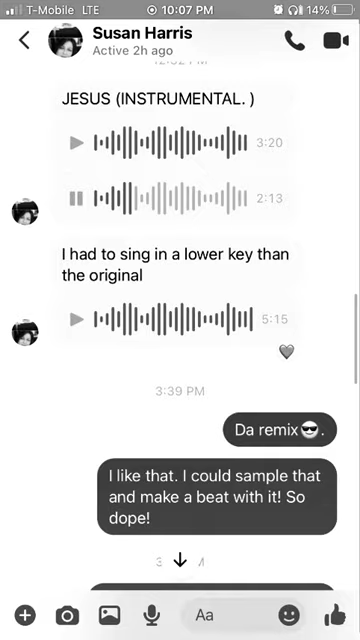 T-Mobile LTE 10:07 PM 14%
Susan Harris
Active 2h ago
JESUS (INSTRUMENTAL. )
3:20
2:13
I had to sing in a lower key than
the original
5:15
3:39 PM
Da remix😎.
I like that. I could sample that
and make a beat with it! So
dope!
Aa